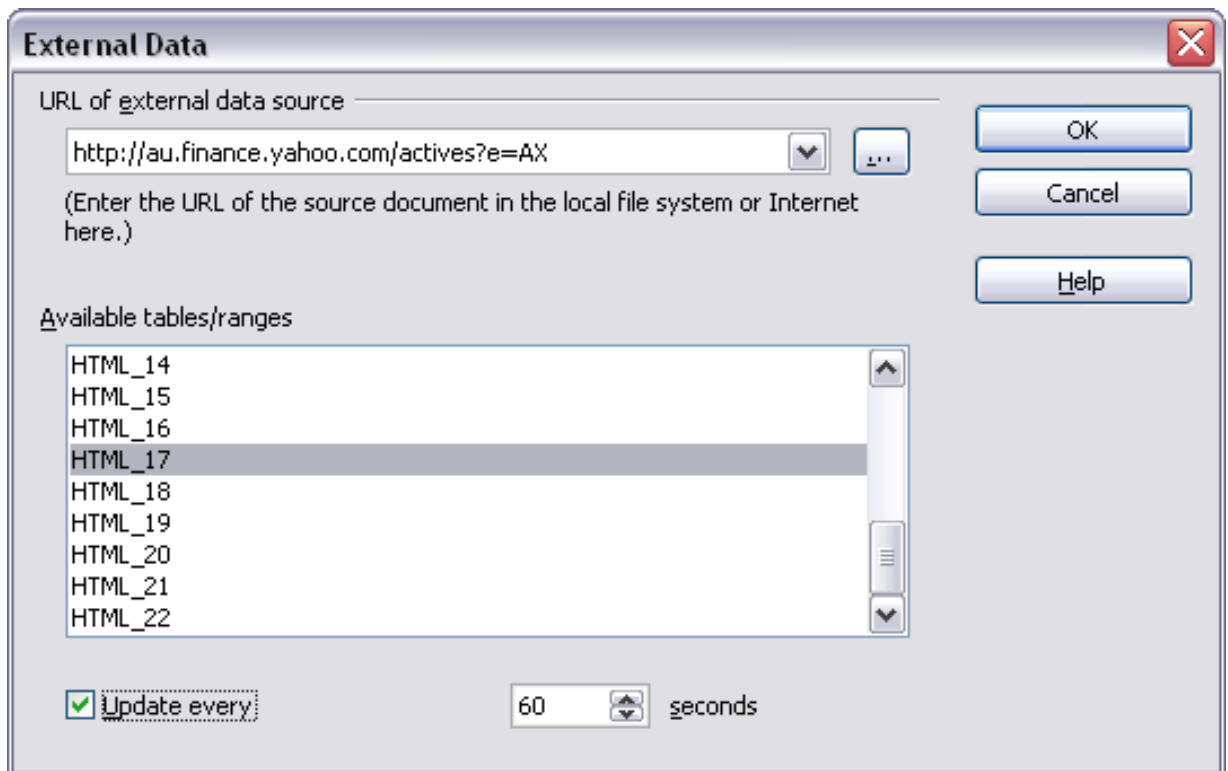 External Data
URL of external data source
http://au.finance.yahoo.com/actives?e=AX
...
(Enter the URL of the source document in the local file system or Internet
here.)
OK
Cancel
Help
Available tables/ranges
HTML_14
HTML_15
HTML_16
HTML_17
HTML_18
HTML_19
HTML_20
HTML_21
HTML_22
Update every 60 seconds